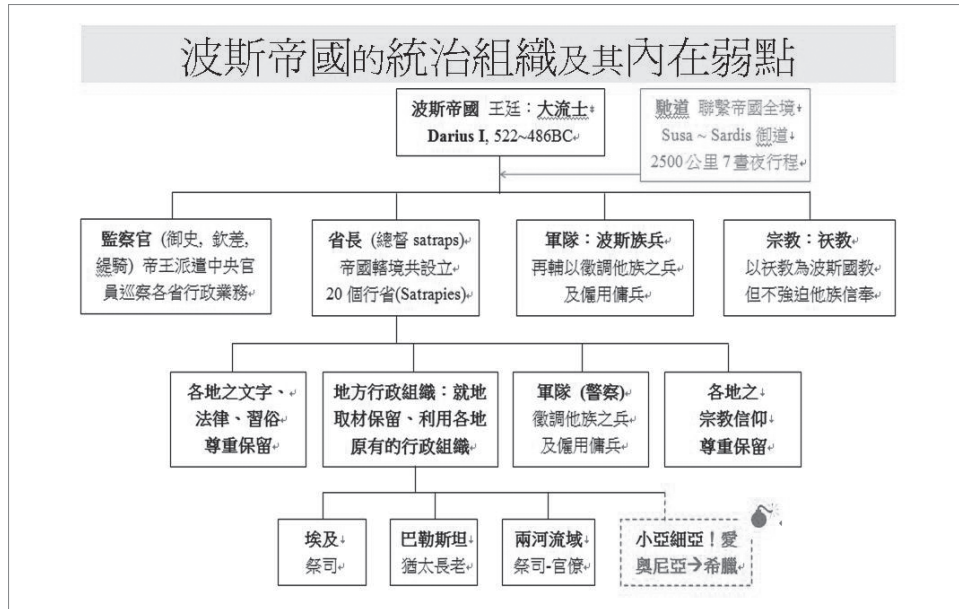 波斯帝國的統治組織及其內在弱點
波斯帝國 王廷：大流士
Darius I, 522~486BC
馳道 聯繫帝國全境
Susa ~ Sardis 御道
2500 公里 7 晝夜行程
監察官 (御史, 欽差,
緹騎) 帝王派遣中央官
員巡察各省行政業務
省長 (總督 satraps)
帝國轄境共設立
20 個行省(Satrapies)
軍隊：波斯族兵
再輔以徵調他族之兵
及僱用傭兵
宗教：祆教
以祆教為波斯國教
但不強迫他族信奉
各地之文字、
法律、習俗
尊重保留
地方行政組織：就地
取材保留、利用各地
原有的行政組織
軍隊 (警察)
徵調他族之兵
及僱用傭兵
各地之
宗教信仰
尊重保留
埃及
祭司
巴勒斯坦
猶太長老
兩河流域
祭司-官僚
小亞細亞！愛
奧尼亞→希臘